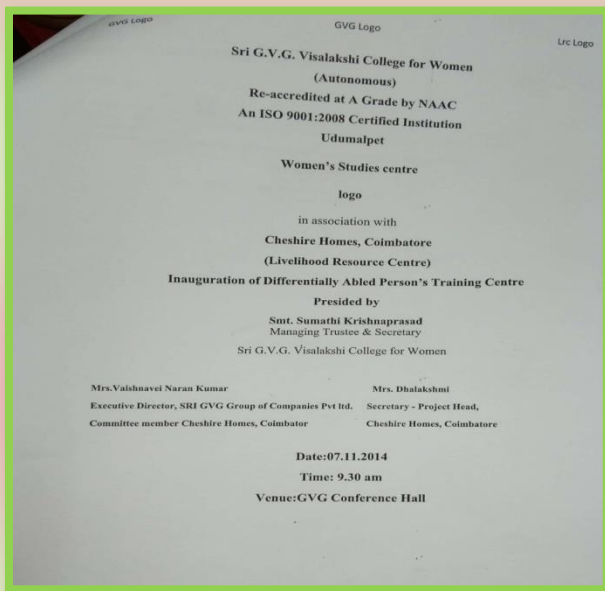 GVG Logo
GVG Logo
Lrc Logo
Sri G.V.G. Visalakshi College for Women
(Autonomous)
Re-accredited at A Grade by NAAC
An ISO 9001:2008 Certified Institution
Udumalpet
Women's Studies centre
logo
in association with
Cheshire Homes, Coimbatore
(Livelihood Resource Centre)
Inauguration of Differentially Abled Person's Training Centre
Presided by
Smt. Sumathi Krishnaprasad
Managing Trustee & Secretary
Sri G.V.G. Visalakshi College for Women
Mrs.Vaishnavei Naran Kumar
Executive Director, SRI GVG Group of Companies Pvt ltd.
Committee member Cheshire Homes, Coimbator
Mrs. Dhalakshmi
Secretary - Project Head,
Cheshire Homes, Coimbatore
Date:07.11.2014
Time: 9.30 am
Venue:GVG Conference Hall